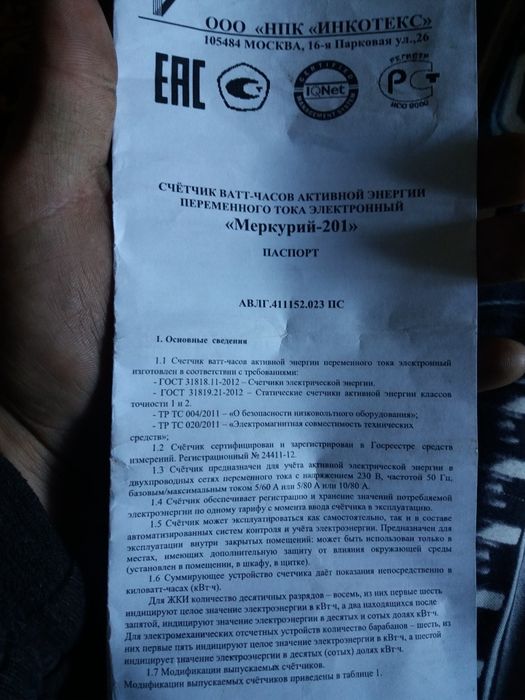 ООО «НПК «ИНКОТЕКС»
105484 МОСКВА, 16-я Парковая ул.,26
EAC
CERTIFIED
IQNet
MANAGEMENT SYSTEM
РЕГИСТР
РСТ
ИСО 9000
СЧЁТЧИК ВАТТ-ЧАСОВ АКТИВНОЙ ЭНЕРГИИ
ПЕРЕМЕННОГО ТОКА ЭЛЕКТРОННЫЙ
«Меркурий-201»
ПАСПОРТ
АВЛГ.411152.023 ПС
1. Основные сведения
1.1 Счетчик ватт-часов активной энергии переменного тока электронный
изготовлен в соответствии с требованиями:
- ГОСТ 31818.11-2012 – Счетчики электрической энергии.
- ГОСТ 31819.21-2012 – Статические счетчики активной энергии классов
точности 1 и 2.
- ТР ТС 004/2011 – «О безопасности низковольтного оборудования»;
- ТР ТС 020/2011 – «Электромагнитная совместимость технических
средств»;
1.2 Счётчик сертифицирован и зарегистрирован в Госреестре средств
измерений. Регистрационный № 24411-12.
1.3 Счётчик предназначен для учёта активной электрической энергии в
двухпроводных сетях переменного тока с напряжением 230 В, частотой 50 Гц,
базовым/максимальным током 5/60 А или 5/80 А или 10/80 А.
1.4 Счётчик обеспечивает регистрацию и хранение значений потребляемой
электроэнергии по одному тарифу с момента ввода счётчика в эксплуатацию.
1.5 Счётчик может эксплуатироваться как самостоятельно, так и в составе
автоматизированных систем контроля и учёта электроэнергии. Предназначен для
эксплуатации внутри закрытых помещений: может быть использован только в
местах, имеющих дополнительную защиту от влияния окружающей среды
(установлен в помещении, в шкафу, в щитке).
1.6 Суммирующее устройство счетчика даёт показания непосредственно в
киловатт-часах (кВт·ч).
Для ЖКИ количество десятичных разрядов – восемь, из них первые шесть
индицируют целое значение электроэнергии в кВт·ч, а два находящихся после
запятой, индицируют значение электроэнергии в десятых и сотых долях кВт·ч.
Для электромеханических отсчетных устройств количество барабанов – шесть, из
них первые пять индицируют целое значение электроэнергии в кВт·ч, а шестой
индицирует значение электроэнергии в десятых (сотых) долях кВт·ч.
1.7 Модификации выпускаемых счётчиков.
Модификации выпускаемых счётчиков приведены в таблице 1.